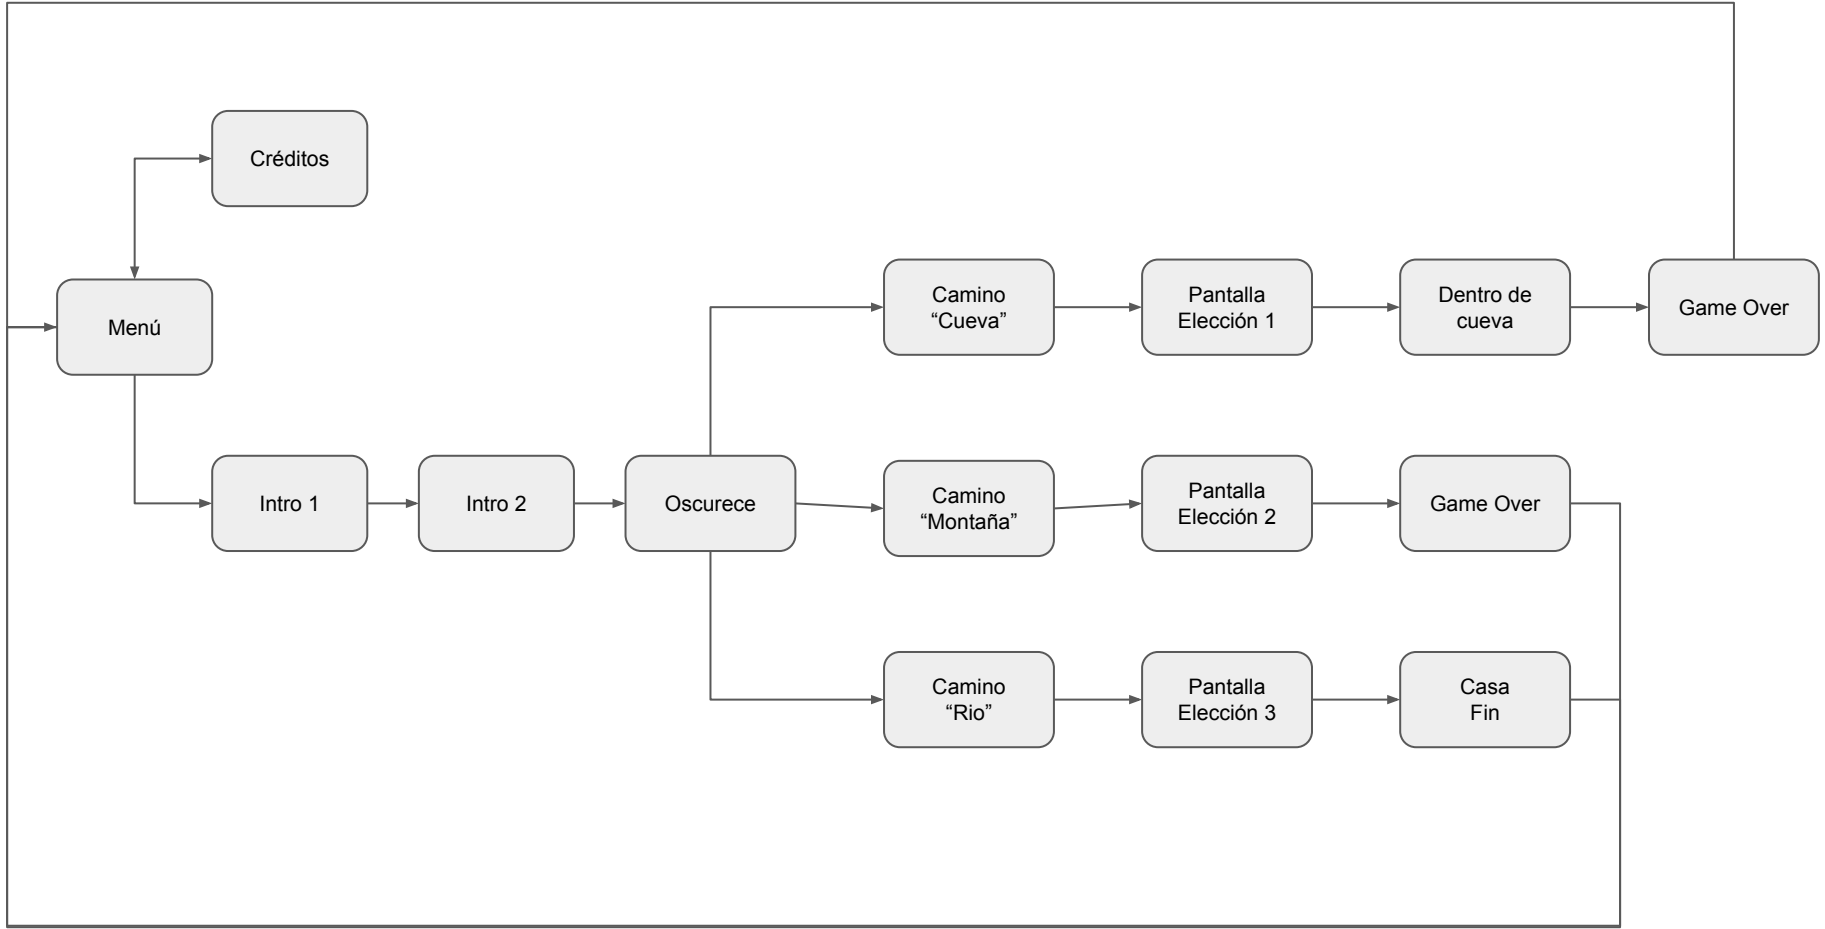 Créditos
Menú
Camino
“Cueva”
Pantalla
Elección 1
Dentro de
cueva
Game Over
Intro 1
Intro 2
Oscurece
Camino
“Montaña”
Pantalla
Elección 2
Game Over
Camino
“Rio”
Pantalla
Elección 3
Casa
Fin